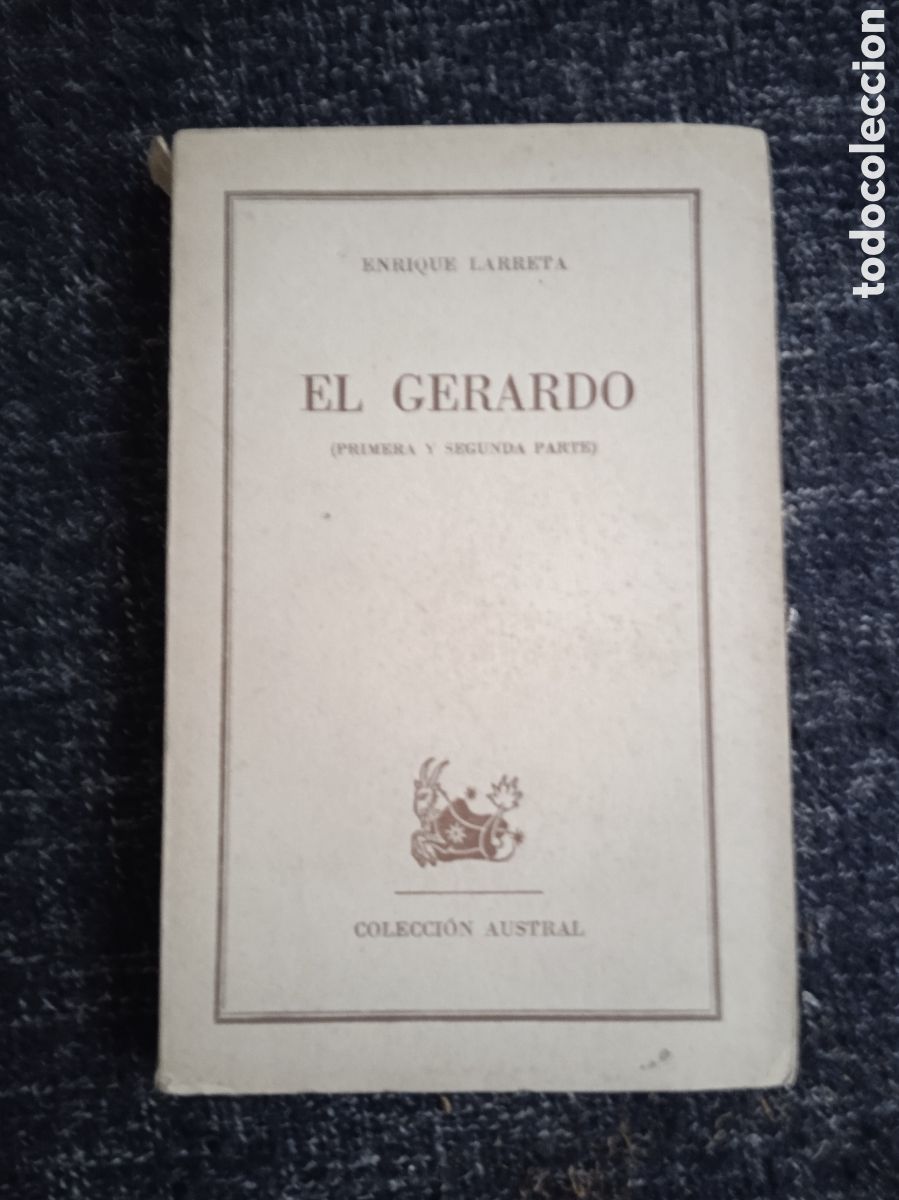 ENRIQUE LARRETA
EL GERARDO
(PRIMERA Y SEGUNDA PARTE)
COLECCIÓN AUSTRAL
todocoleccion